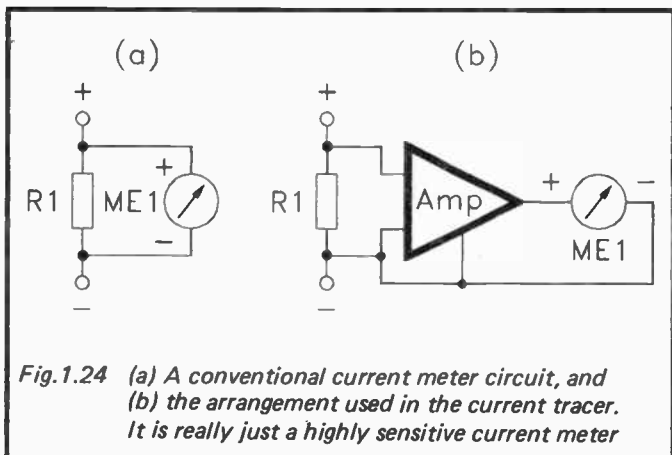 (a)
(b)
+
+
R1
+
ME1
−
−
R1
Amp
+
−
ME1
−
Fig.1.24 (a) A conventional current meter circuit, and
(b) the arrangement used in the current tracer.
It is really just a highly sensitive current meter